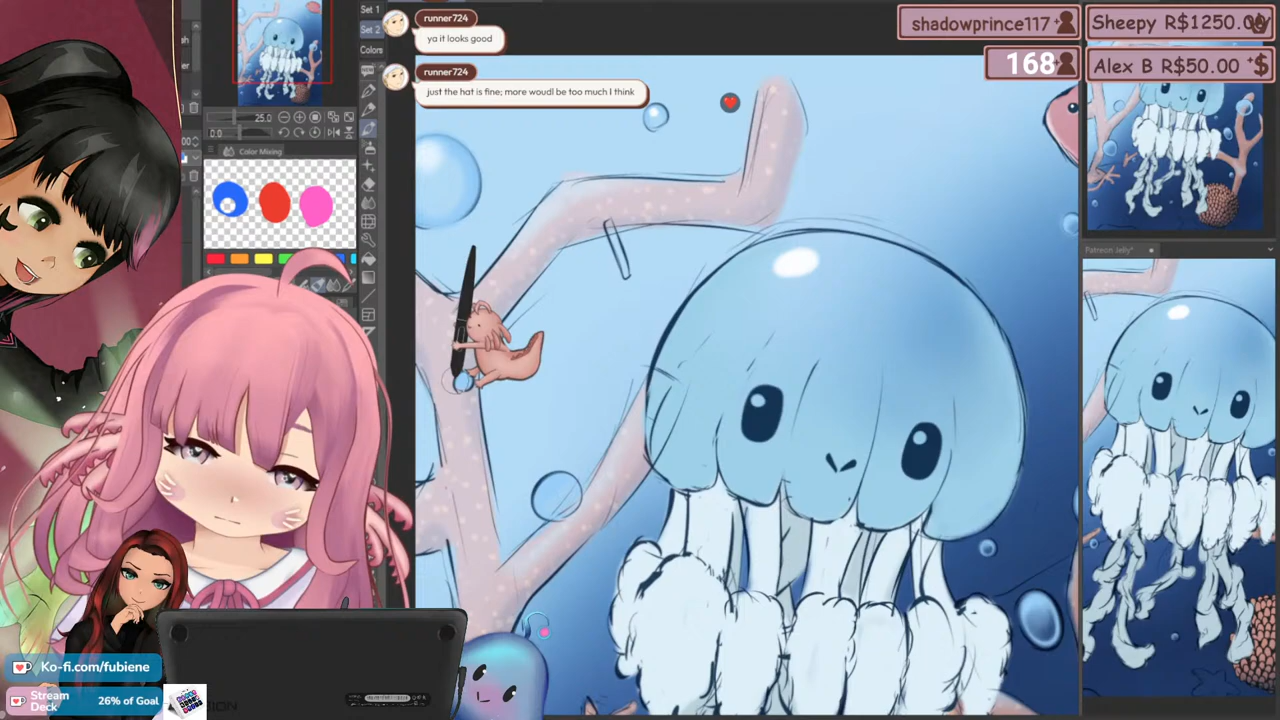 Set 1
Set 2
Colors
runner724
ya it looks good
runner724
just the hat is fine; more woudl be too much I think
shadowprince117
Sheepy R$1250.00
168
Alex B R$50.00
25.0
0.0
Color Mixing
Patreon Jelly*
Ko-fi.com/fubiene
Stream
Deck
26% of Goal